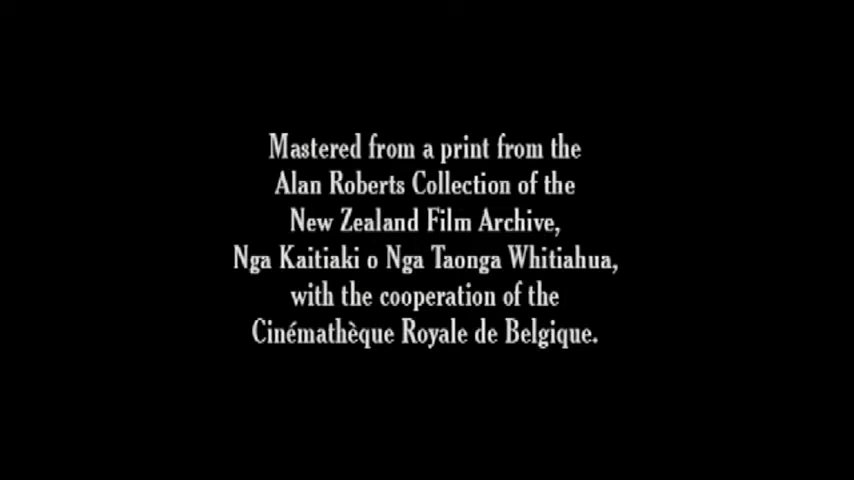 Mastered from a print from the
Alan Roberts Collection of the
New Zealand Film Archive,
Nga Kaitiaki o Nga Taonga Whitiahua,
with the cooperation of the
Cinémathèque Royale de Belgique.